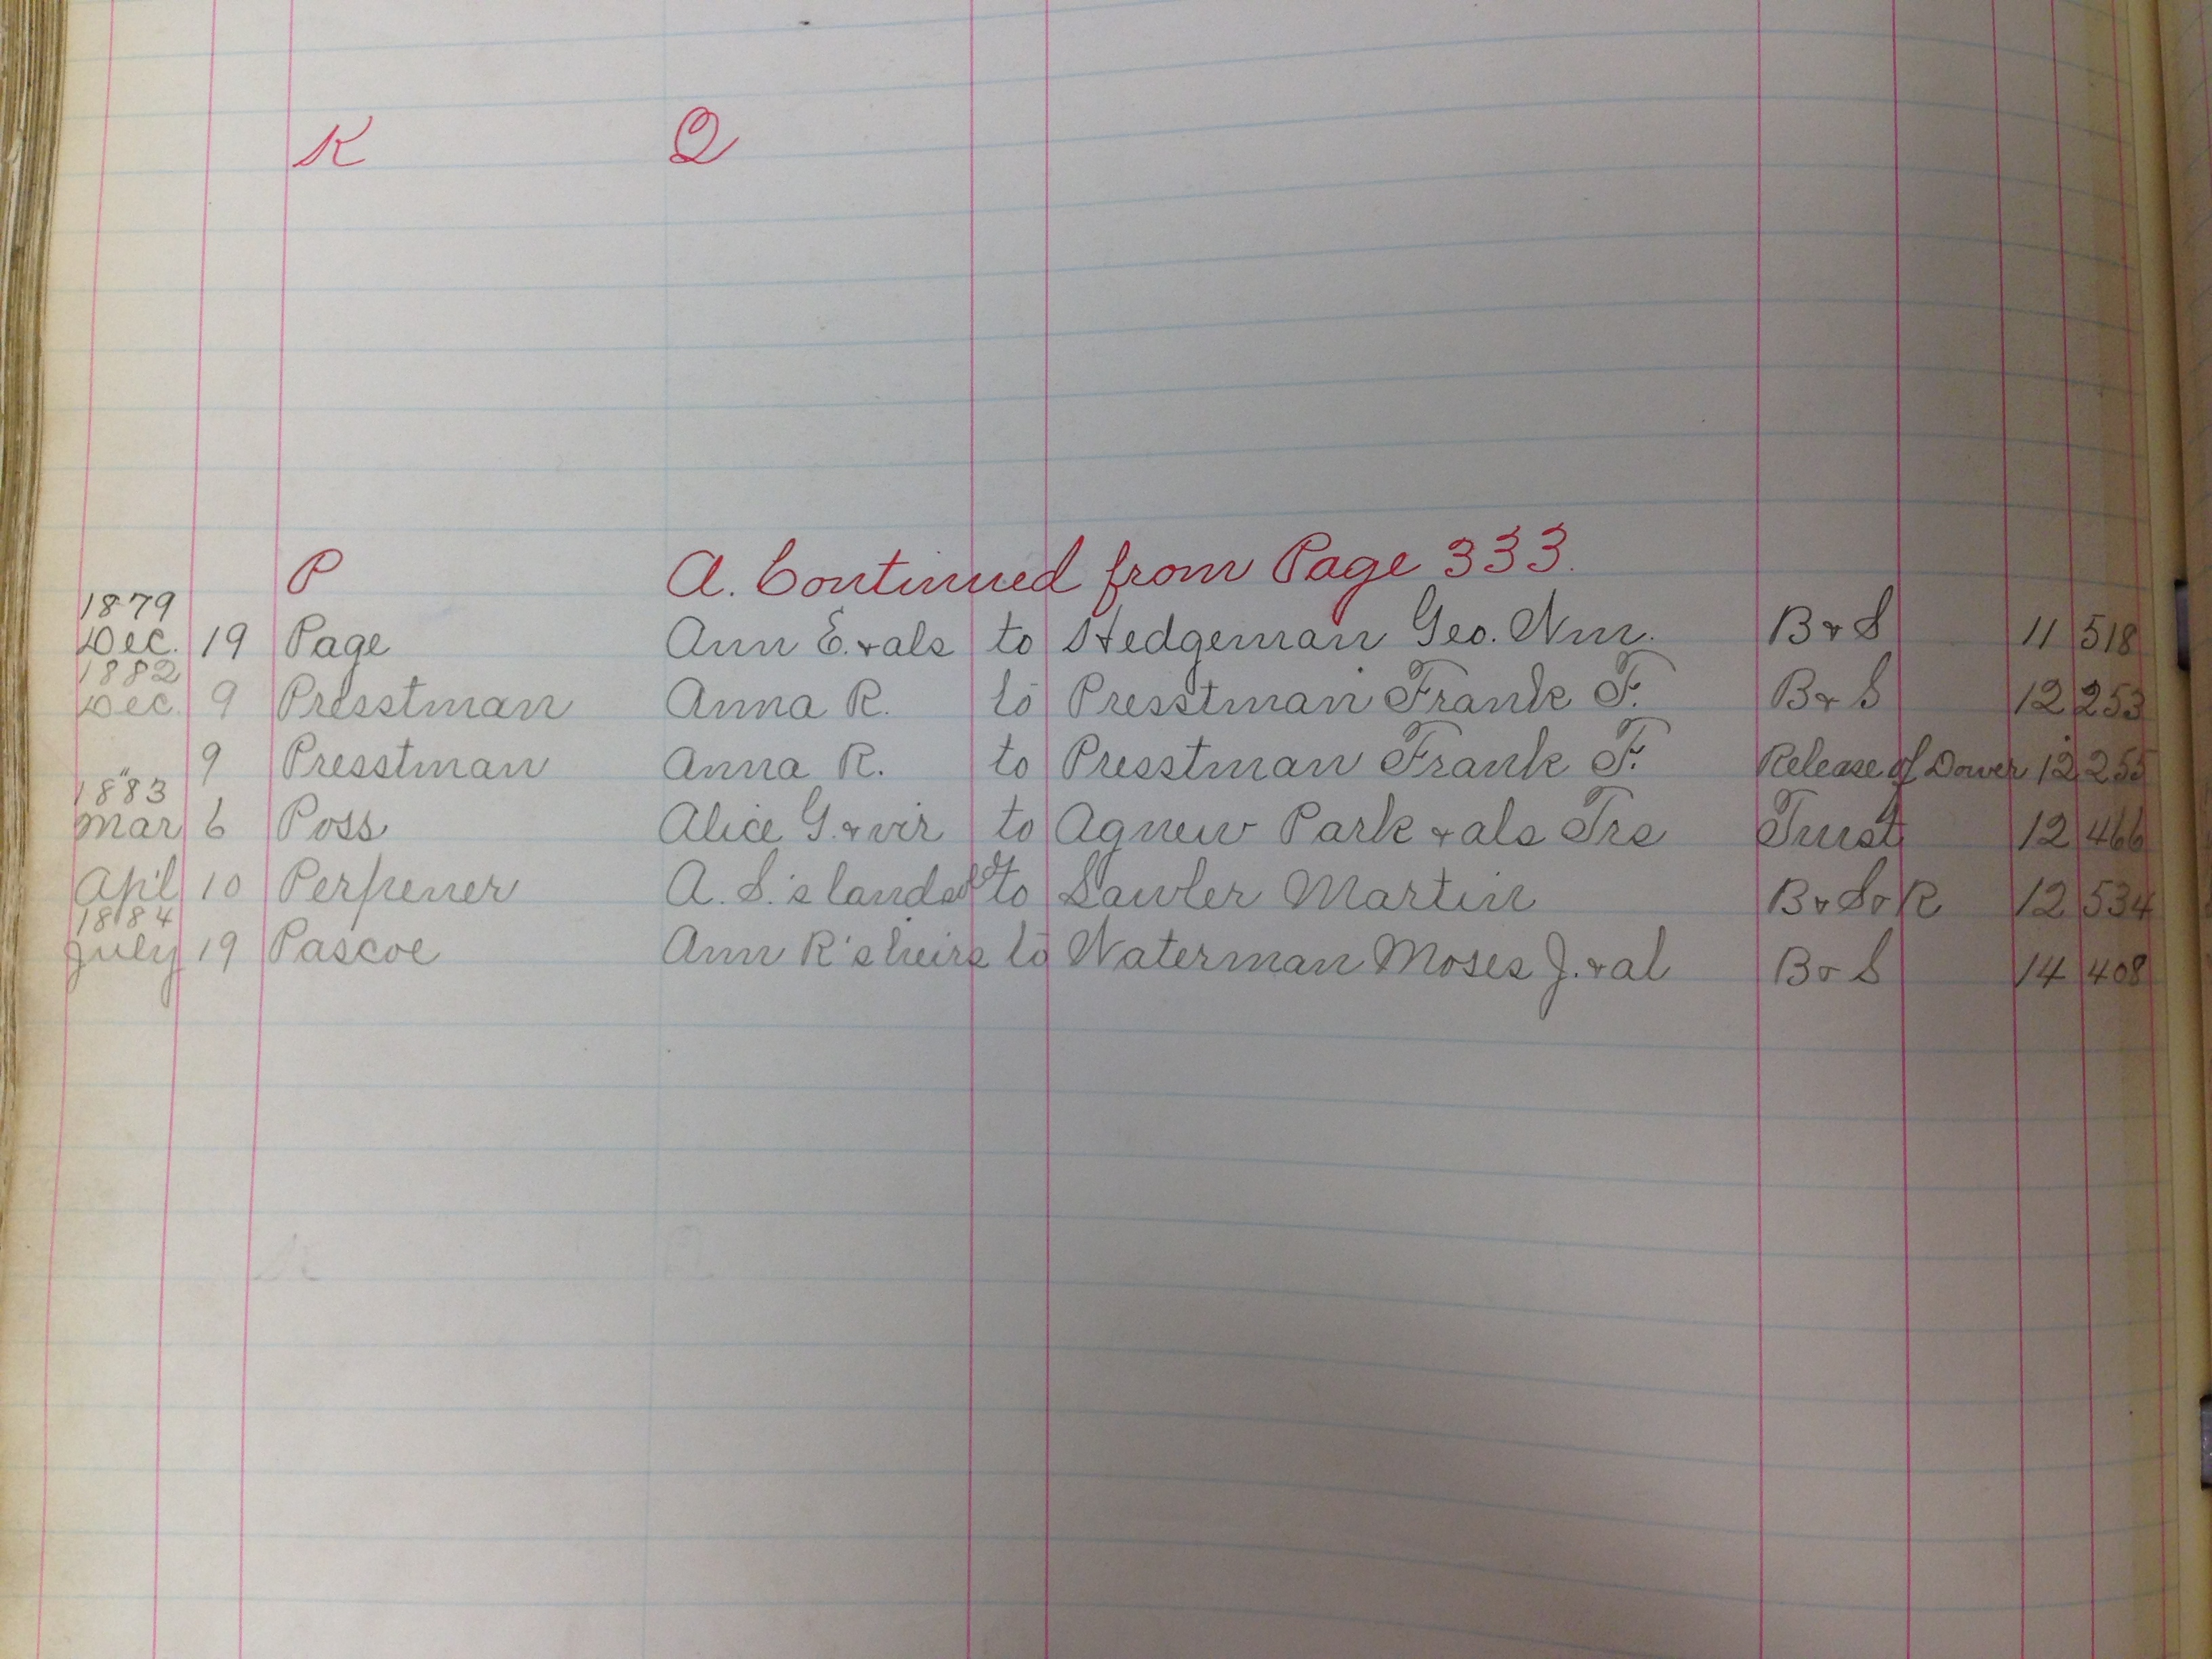 K Q
P A. Continued from Page 333.
1879
Dec. 19 Page Ann E. & als to Hedgeman Geo. Wm. B & S 11 518
1882
Dec. 9 Presstman Anna R. to Presstman Frank F. B & S 12 253
" 9 Presstman Anna R. to Presstman Frank F. Release of Dower 12 255
1883
Mar 6 Poss Alice G. & vir to Agnew Park & als Trs Trust 12 466
Apl 10 Perpener A. S.'s land to Lawler Martin B & S & R 12 534
1884
July 19 Pascoe Ann R's heirs to Waterman Moses J. & al B & S 14 408